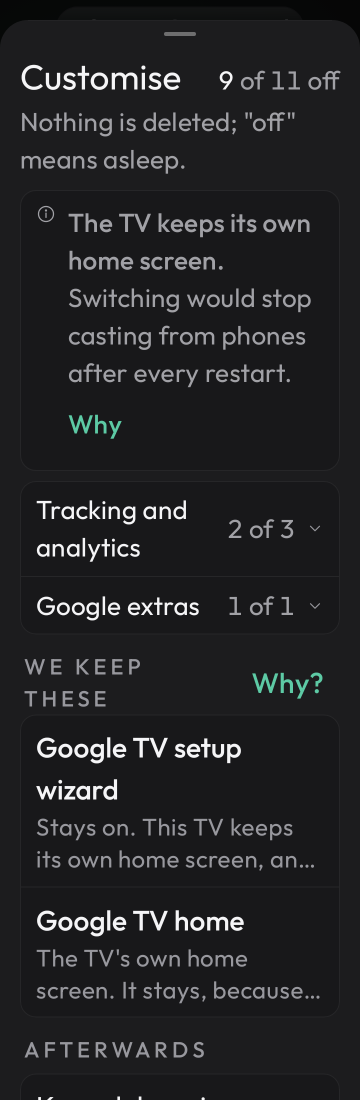 Customise 9 of 11 off
Nothing is deleted; "off"
means asleep.
The TV keeps its own
home screen.
Switching would stop
casting from phones
after every restart.
Why
Tracking and
analytics
2 of 3
Google extras 1 of 1
WE KEEP
THESE
Why?
Google TV setup
wizard
Stays on. This TV keeps
its own home screen, an...
Google TV home
The TV's own home
screen. It stays, because...
AFTERWARDS